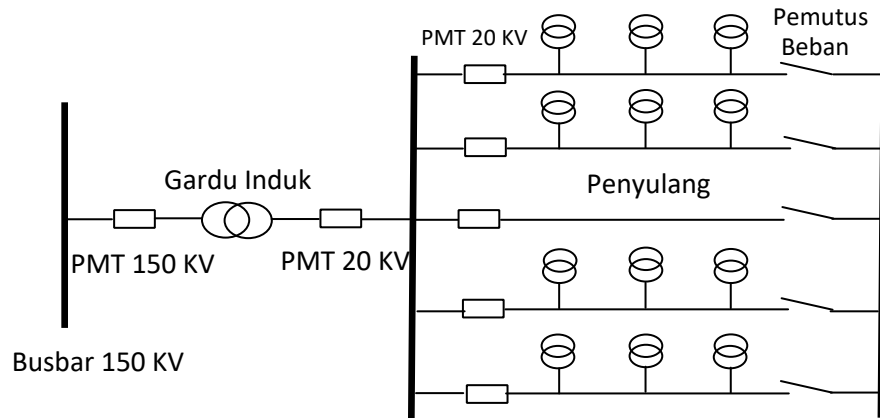 PMT 20 KV
Pemutus
Beban
Gardu Induk
Penyulang
PMT 150 KV
PMT 20 KV
Busbar 150 KV